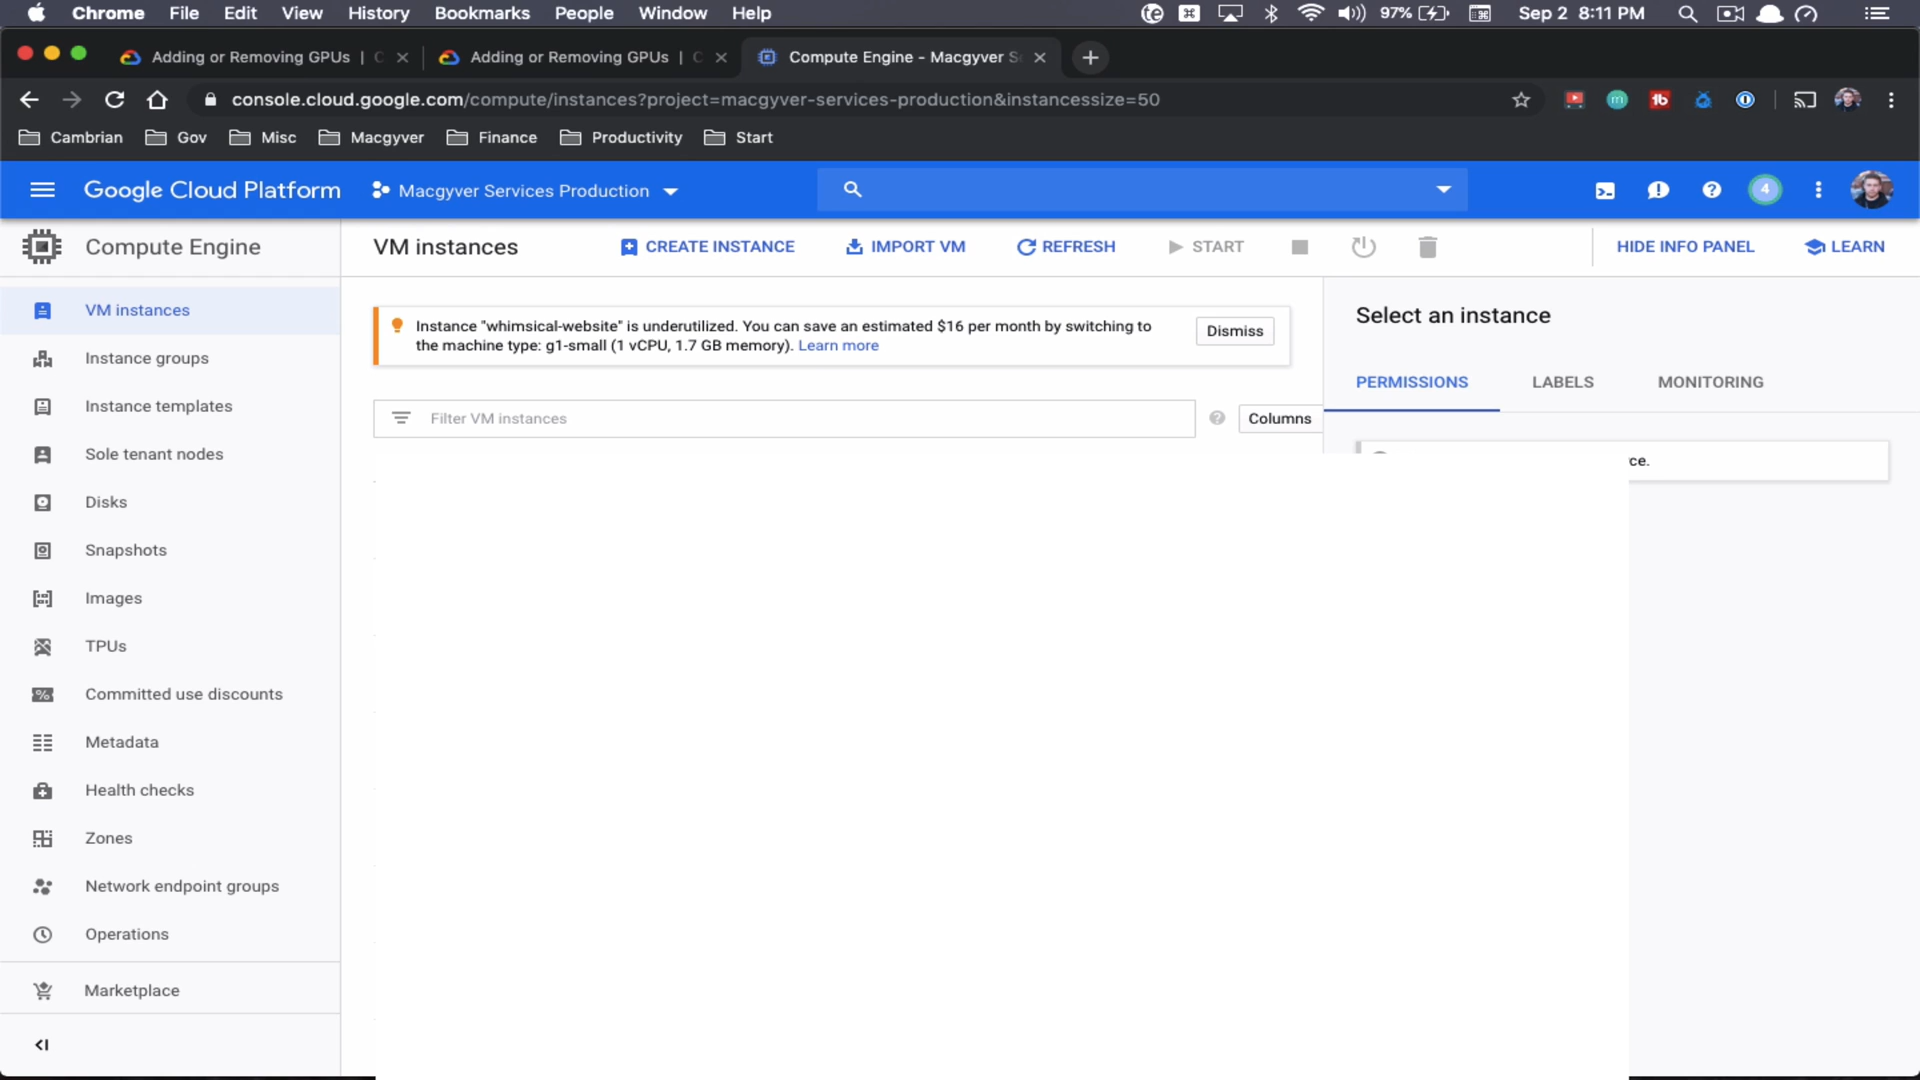 Chrome File Edit View History Bookmarks People Window Help 97% Sep 2 8:11 PM
Adding or Removing GPUs | Adding or Removing GPUs | Compute Engine - Macgyver
console.cloud.google.com/compute/instances?project=macgyver-services-production&instancessize=50
Cambrian Gov Misc Macgyver Finance Productivity Start
Google Cloud Platform Macgyver Services Production 4
Compute Engine VM instances CREATE INSTANCE IMPORT VM REFRESH START HIDE INFO PANEL LEARN
VM instances
Instance groups
Instance templates
Sole tenant nodes
Disks
Snapshots
Images
TPUs
Committed use discounts
Metadata
Health checks
Zones
Network endpoint groups
Operations
Marketplace
Instance "whimsical-website" is underutilized. You can save an estimated $16 per month by switching to
the machine type: g1-small (1 vCPU, 1.7 GB memory). Learn more
Dismiss
Filter VM instances
Columns
Select an instance
PERMISSIONS LABELS MONITORING
ce.